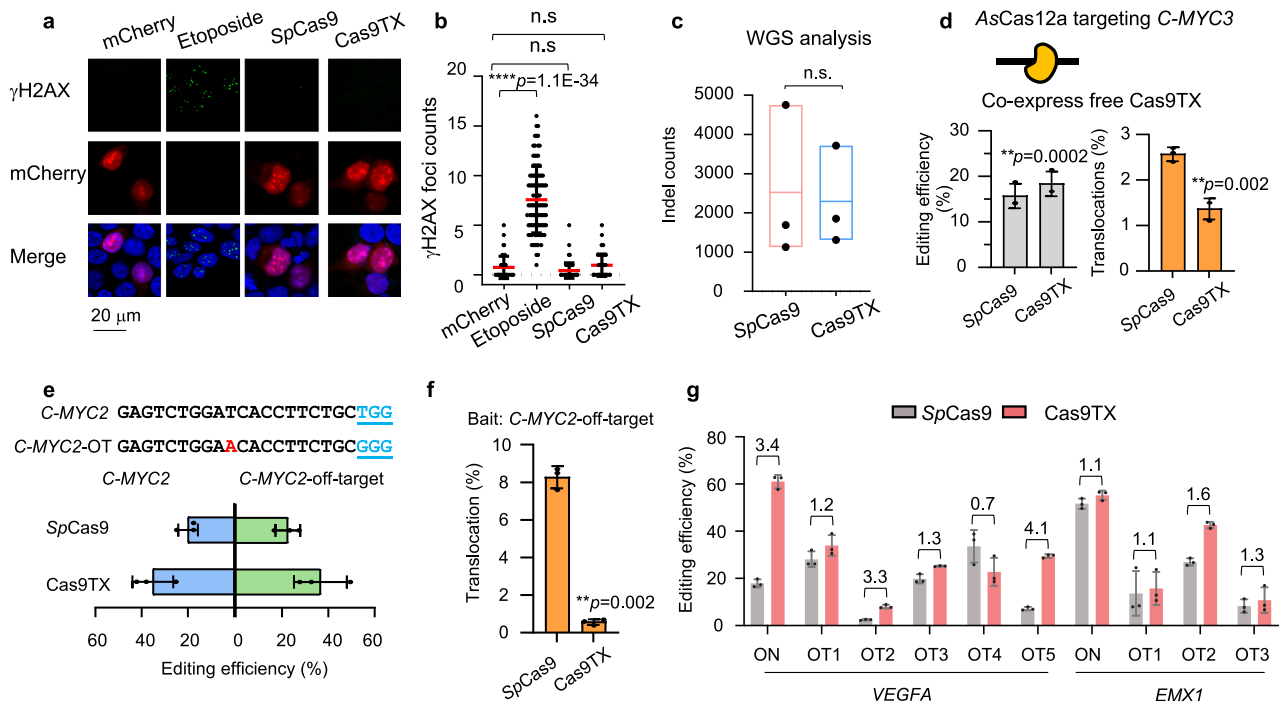 a
mCherry
Etoposide
SpCas9
Cas9TX
γH2AX
mCherry
Merge
20 μm
b
n.s
n.s
****p=1.1E-34
γH2AX foci counts
20
15
10
5
0
mCherry
Etoposide
SpCas9
Cas9TX
c
WGS analysis
n.s.
Indel counts
5000
4000
3000
2000
1000
0
SpCas9
Cas9TX
d
AsCas12a targeting C-MYC3
Co-express free Cas9TX
Editing efficiency
(%)
30
20
10
0
**p=0.0002
SpCas9
Cas9TX
Translocations (%)
3
2
1
0
**p=0.002
SpCas9
Cas9TX
e
C-MYC2 GAGTCTGGATCACCTTCTGCTGG
C-MYC2-OT GAGTCTGGAACACCTTCTGCGGG
C-MYC2 C-MYC2-off-target
SpCas9
Cas9TX
60 40 20 0 20 40 60
Editing efficiency (%)
f
Bait: C-MYC2-off-target
Translocation (%)
10
8
6
4
2
0
**p=0.002
SpCas9
Cas9TX
g
SpCas9 Cas9TX
Editing efficiency (%)
80
60
40
20
0
3.4
1.2
3.3
1.3
0.7
4.1
1.1
1.1
1.6
1.3
ON OT1 OT2 OT3 OT4 OT5 ON OT1 OT2 OT3
VEGFA EMX1